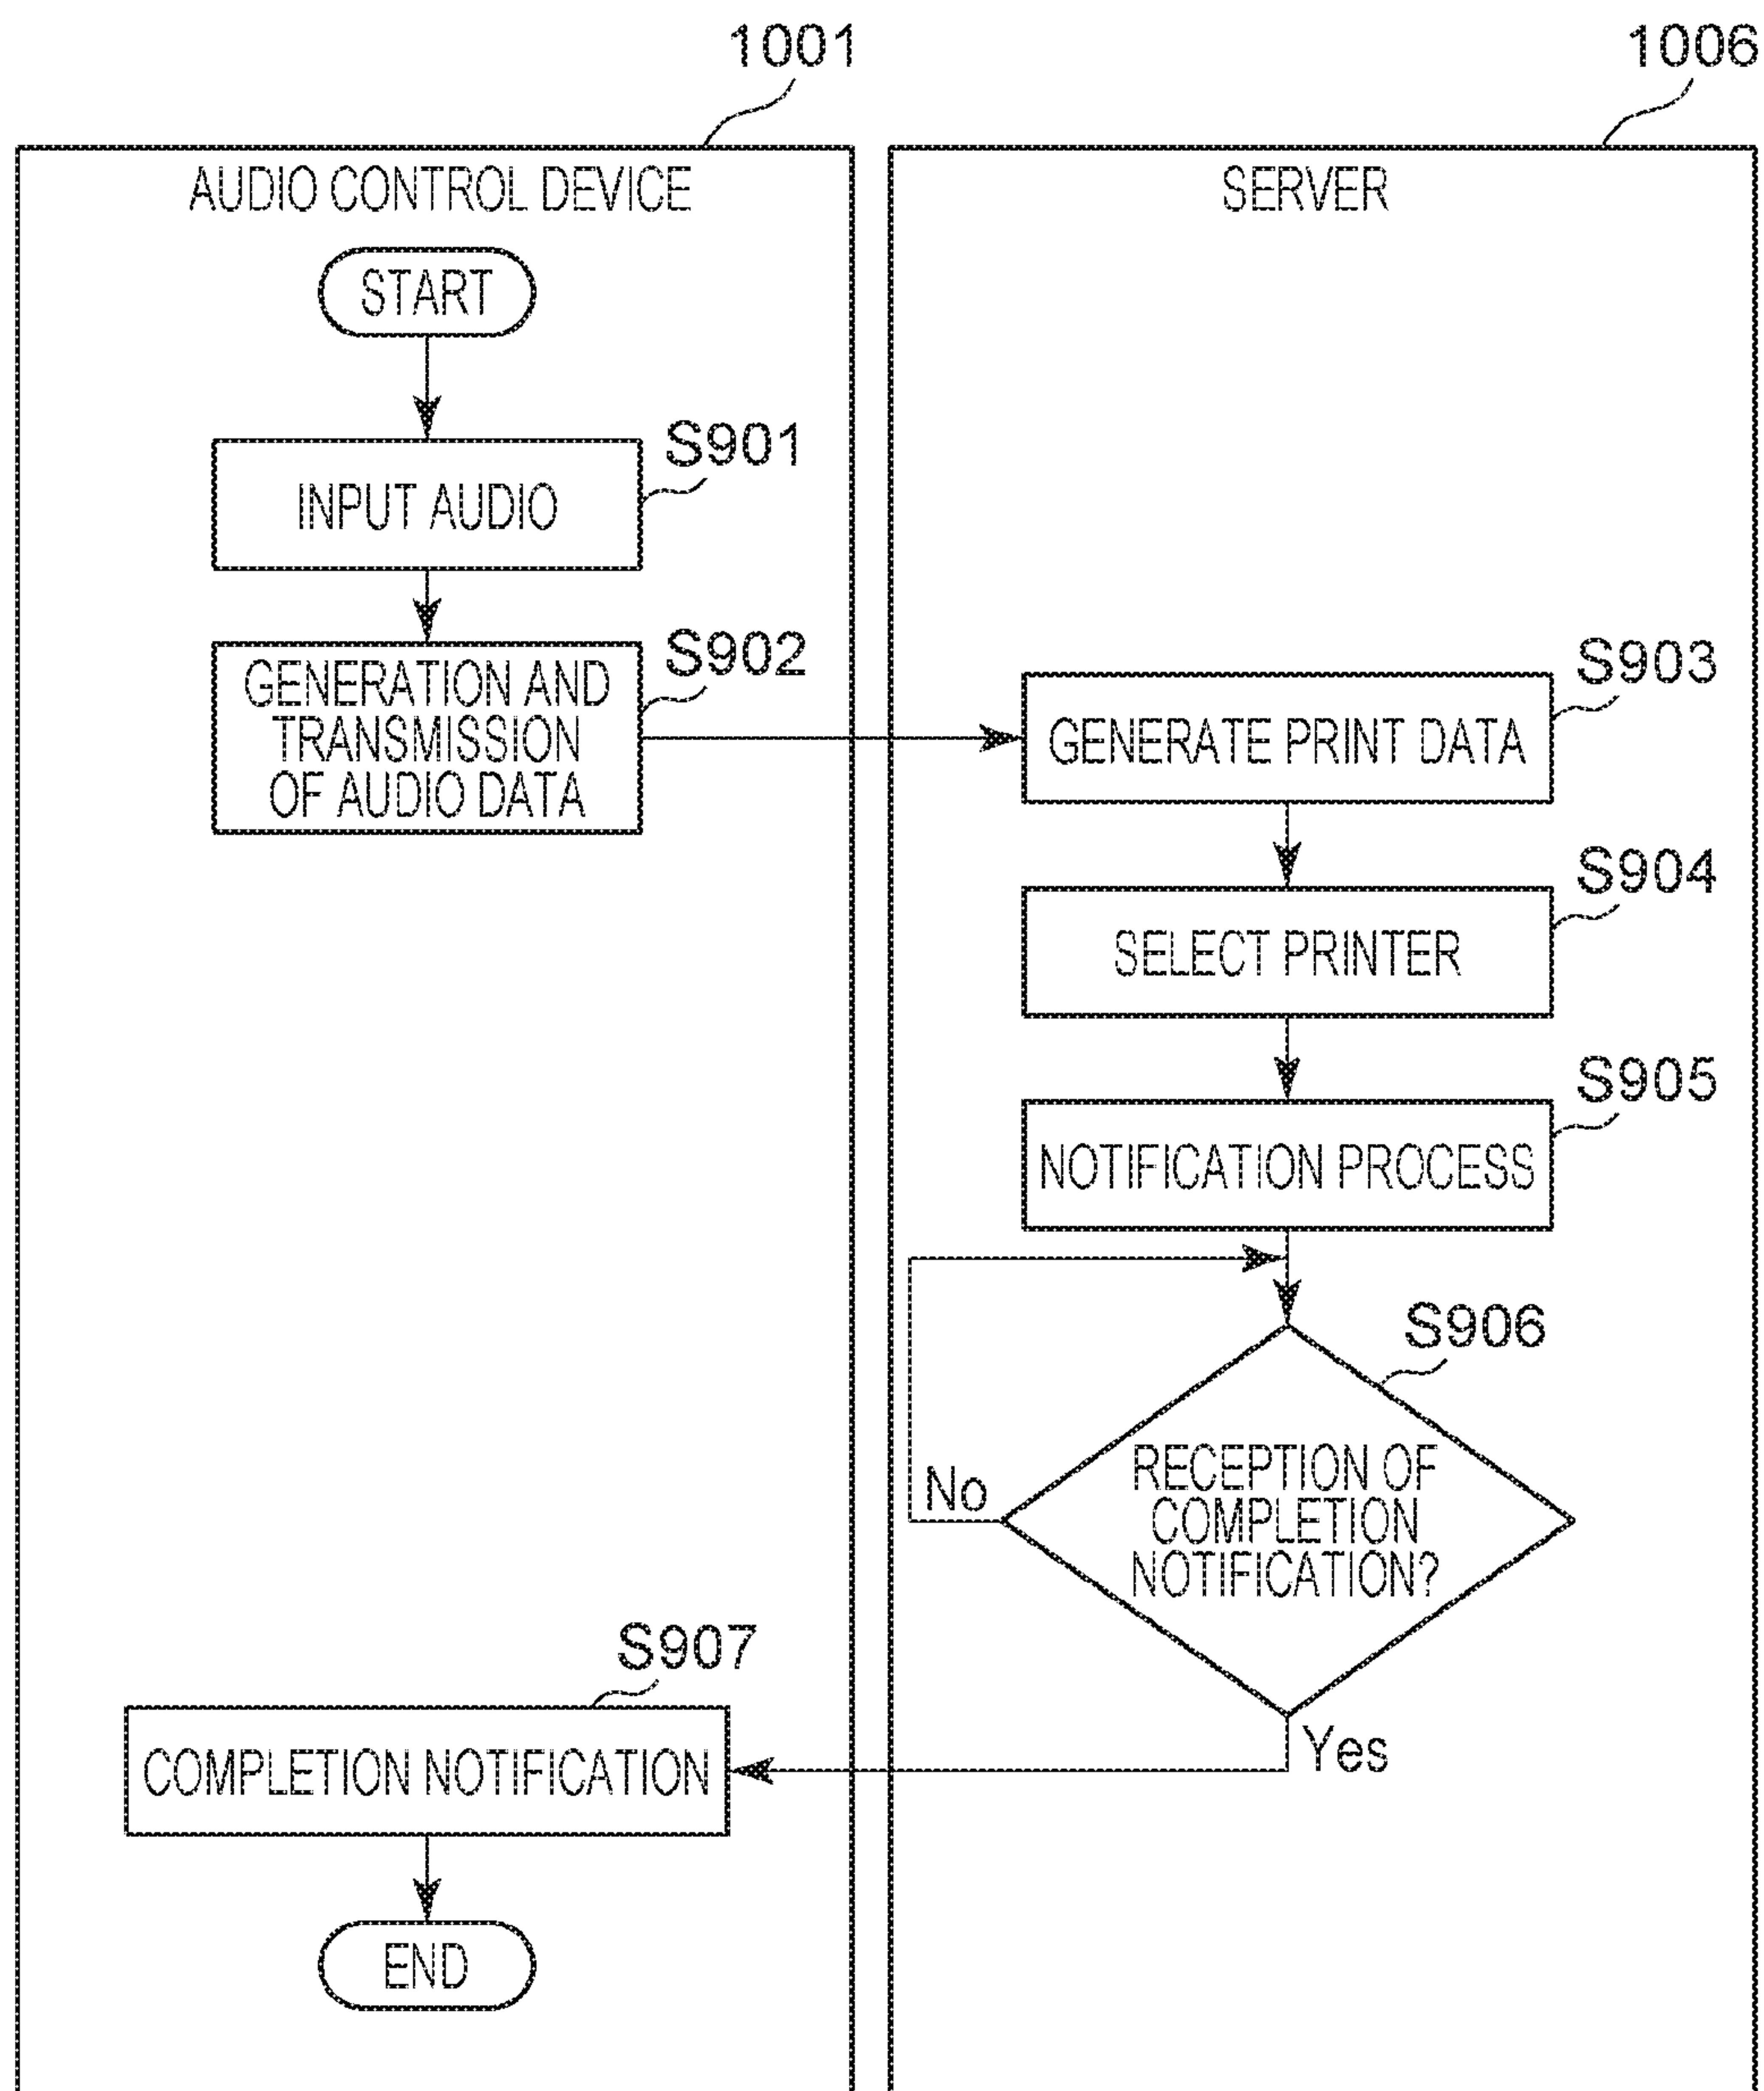 1001
1006
AUDIO CONTROL DEVICE
SERVER
START
S901
INPUT AUDIO
S902
GENERATION AND
TRANSMISSION
OF AUDIO DATA
S903
GENERATE PRINT DATA
S904
SELECT PRINTER
S905
NOTIFICATION PROCESS
S906
RECEPTION OF
COMPLETION
NOTIFICATION?
No
Yes
S907
COMPLETION NOTIFICATION
END